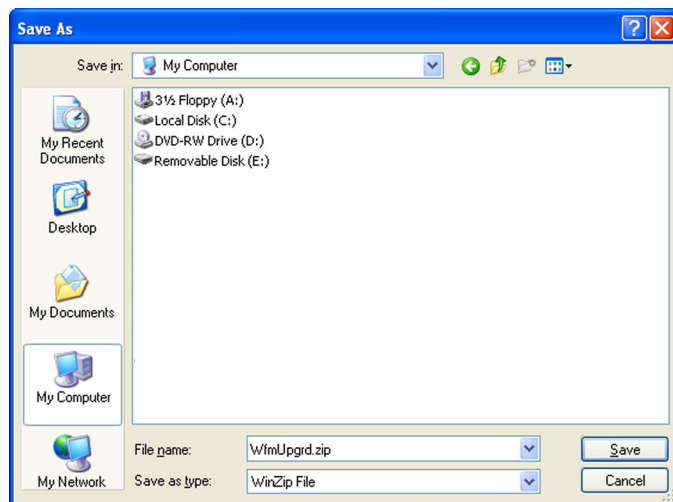 Save As
Save in:
My Computer
3½ Floppy (A:)
Local Disk (C:)
DVD-RW Drive (D:)
Removable Disk (E:)
My Recent
Documents
Desktop
My Documents
My Computer
My Network
File name:
WfmUpgrd.zip
Save
Save as type:
WinZip File
Cancel